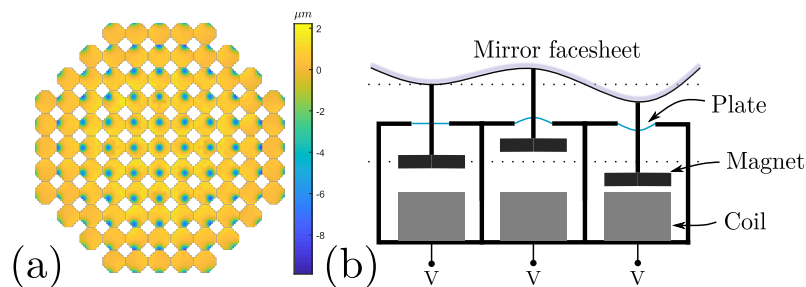 μm
2
0
-2
-4
-6
-8
(a)
Mirror facesheet
Plate
Magnet
Coil
V
V
V
(b)